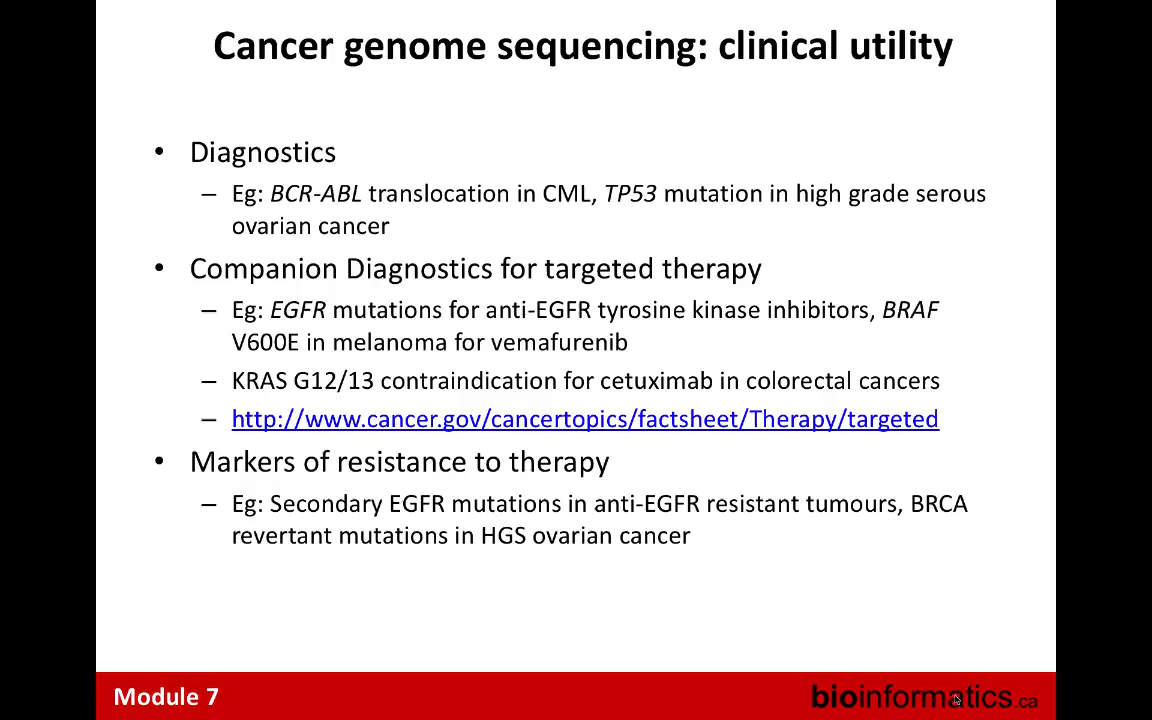 Cancer genome sequencing: clinical utility
• Diagnostics
– Eg: BCR-ABL translocation in CML, TP53 mutation in high grade serous
ovarian cancer
• Companion Diagnostics for targeted therapy
– Eg: EGFR mutations for anti-EGFR tyrosine kinase inhibitors, BRAF
V600E in melanoma for vemafurenib
– KRAS G12/13 contraindication for cetuximab in colorectal cancers
– http://www.cancer.gov/cancertopics/factsheet/Therapy/targeted
• Markers of resistance to therapy
– Eg: Secondary EGFR mutations in anti-EGFR resistant tumours, BRCA
revertant mutations in HGS ovarian cancer
Module 7
bioinformatics.ca